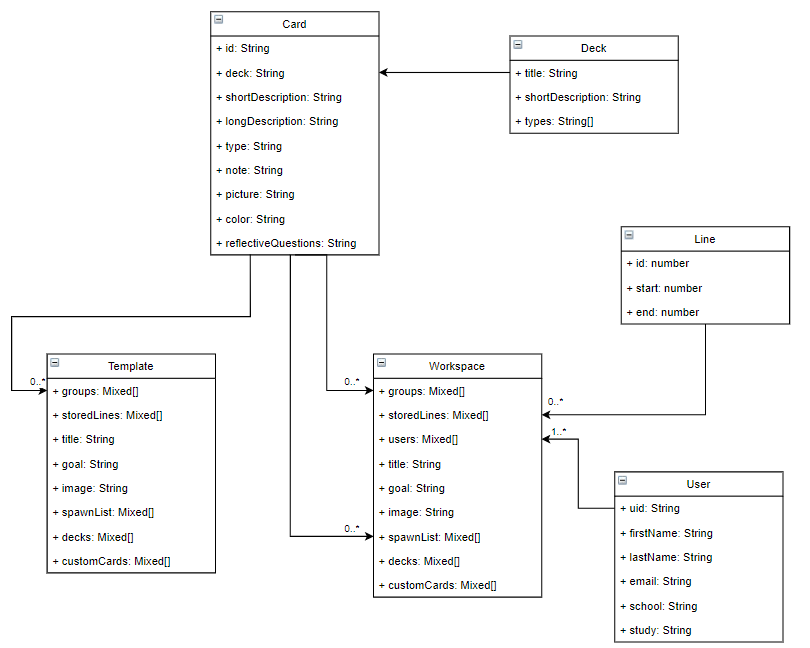 Card
+ id: String
+ deck: String
+ shortDescription: String
+ longDescription: String
+ type: String
+ note: String
+ picture: String
+ color: String
+ reflectiveQuestions: String
Deck
+ title: String
+ shortDescription: String
+ types: String[]
Line
+ id: number
+ start: number
+ end: number
0..*
Template
+ groups: Mixed[]
+ storedLines: Mixed[]
+ title: String
+ goal: String
+ image: String
+ spawnList: Mixed[]
+ decks: Mixed[]
+ customCards: Mixed[]
0..*
0..*
Workspace
+ groups: Mixed[]
+ storedLines: Mixed[]
+ users: Mixed[]
+ title: String
+ goal: String
+ image: String
+ spawnList: Mixed[]
+ decks: Mixed[]
+ customCards: Mixed[]
0..*
1..*
User
+ uid: String
+ firstName: String
+ lastName: String
+ email: String
+ school: String
+ study: String